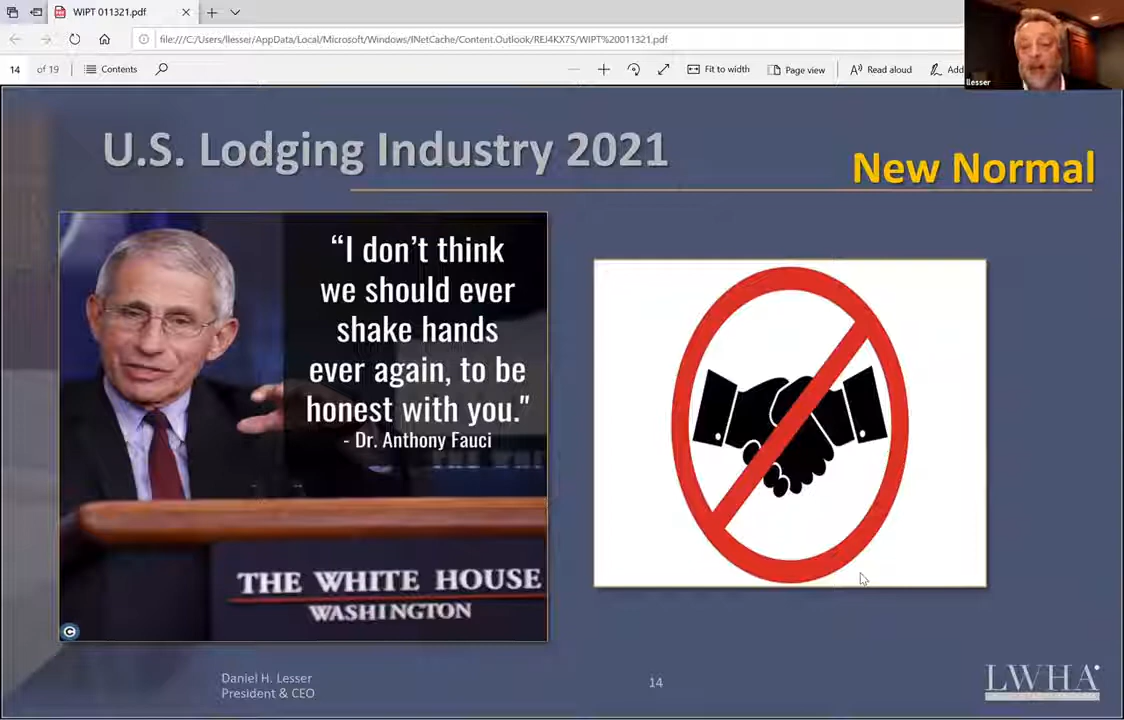 WIPT 011321.pdf
file:///C:/Users/llesser/AppData/Local/Microsoft/Windows/INetCache/Content.Outlook/REJ4KX7S/WIPT%20011321.pdf
14 of 19 Contents Fit to width Page view Read aloud Add
llesser
U.S. Lodging Industry 2021
New Normal
“I don’t think
we should ever
shake hands
ever again, to be
honest with you."
- Dr. Anthony Fauci
THE WHITE HOUSE
WASHINGTON
©
Daniel H. Lesser
President & CEO
14
LWHA